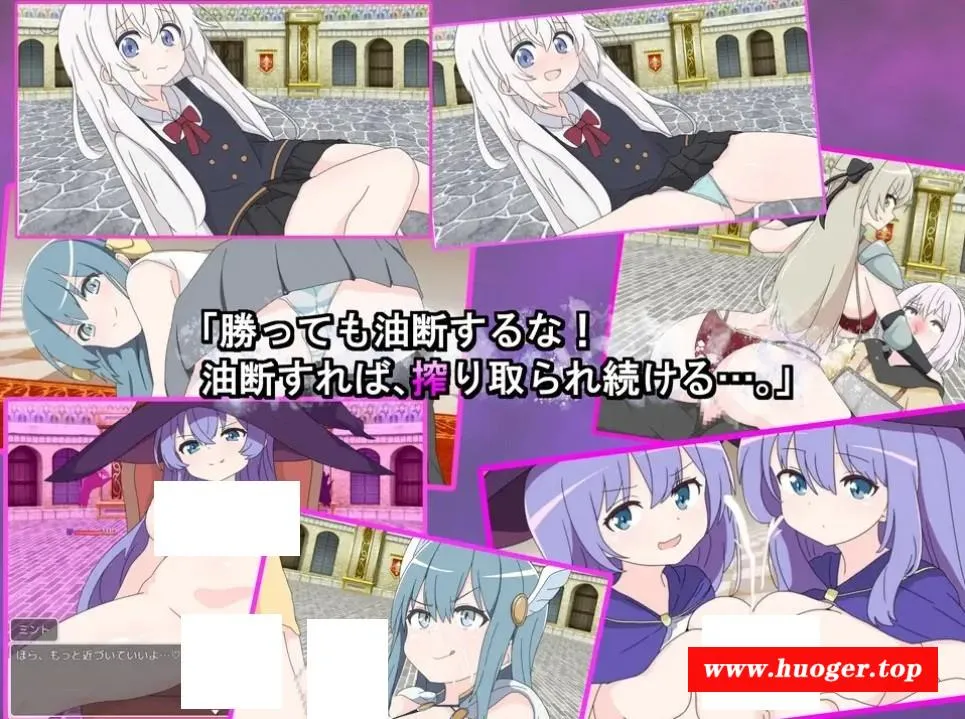 「勝っても油断するな！
油断すれば、搾り取られ続ける…。」
ミント
ほら、もっと近づいていいよ…♡
www.huoger.top